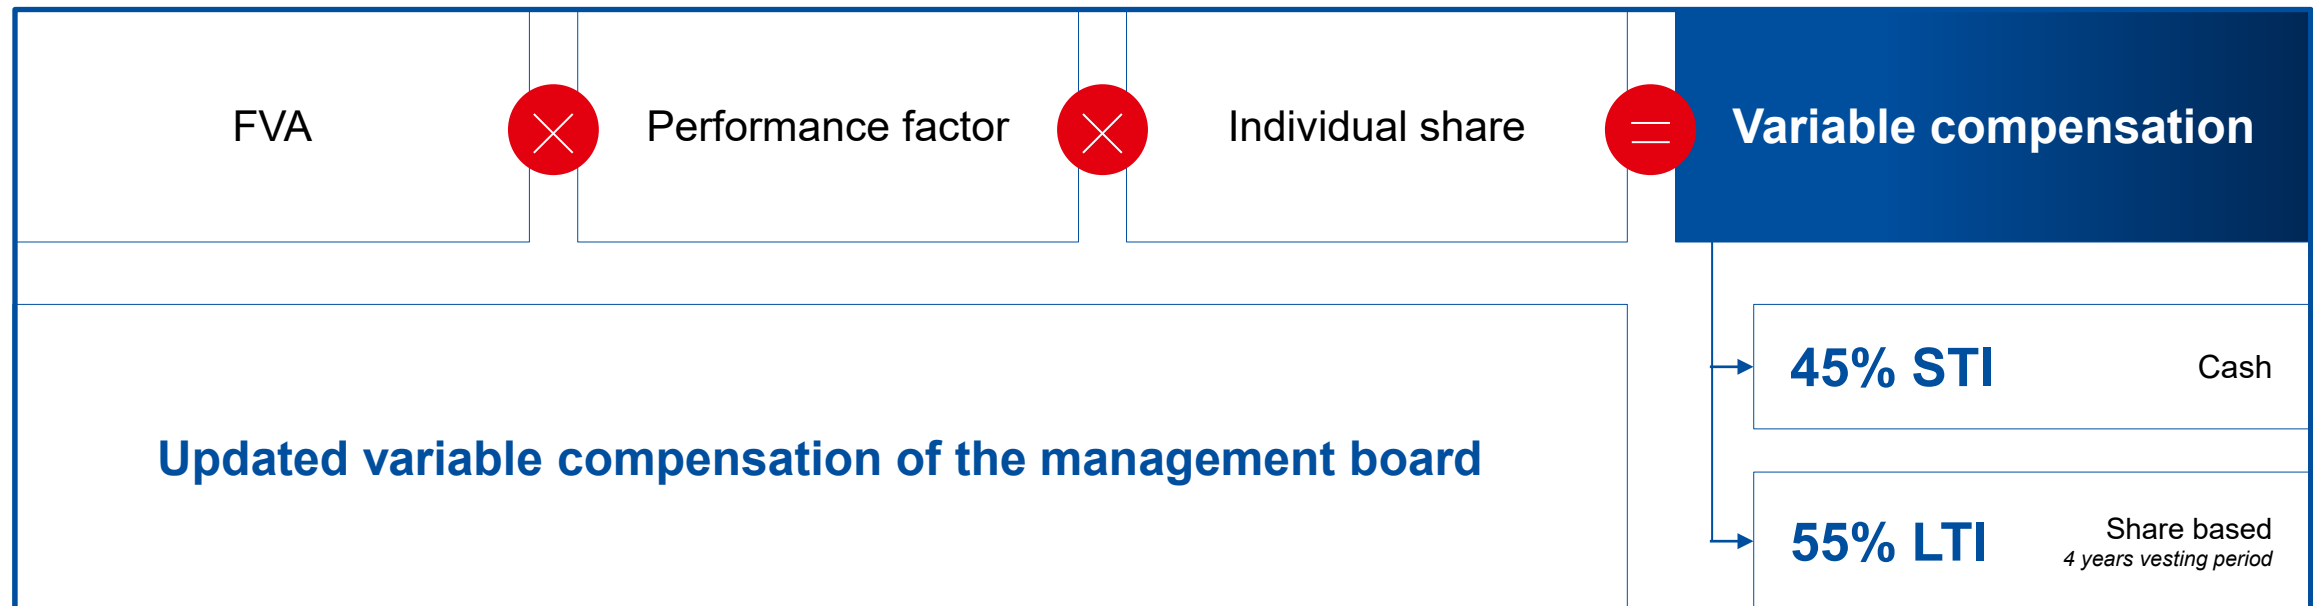 FVA
Performance factor
Individual share
Variable compensation
Updated variable compensation of the management board
45% STI
Cash
55% LTI
Share based
4 years vesting period